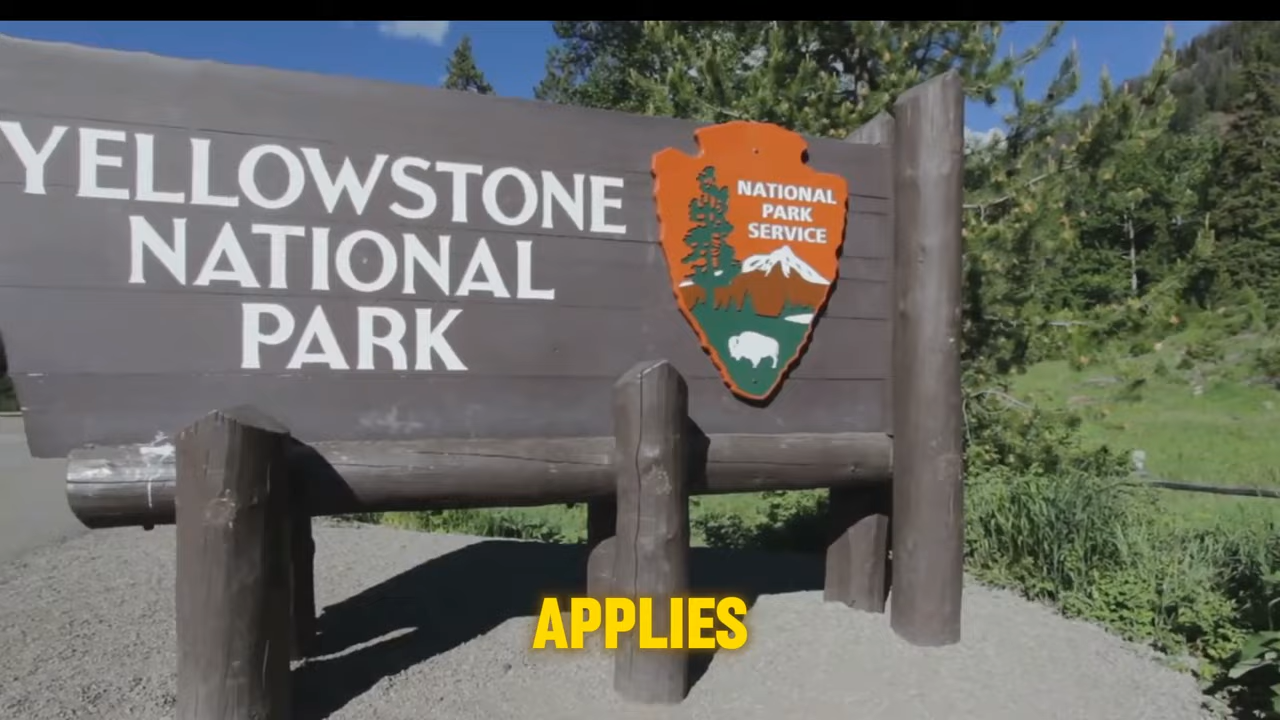 YELLOWSTONE
NATIONAL
PARK
NATIONAL
PARK
SERVICE
APPLIES